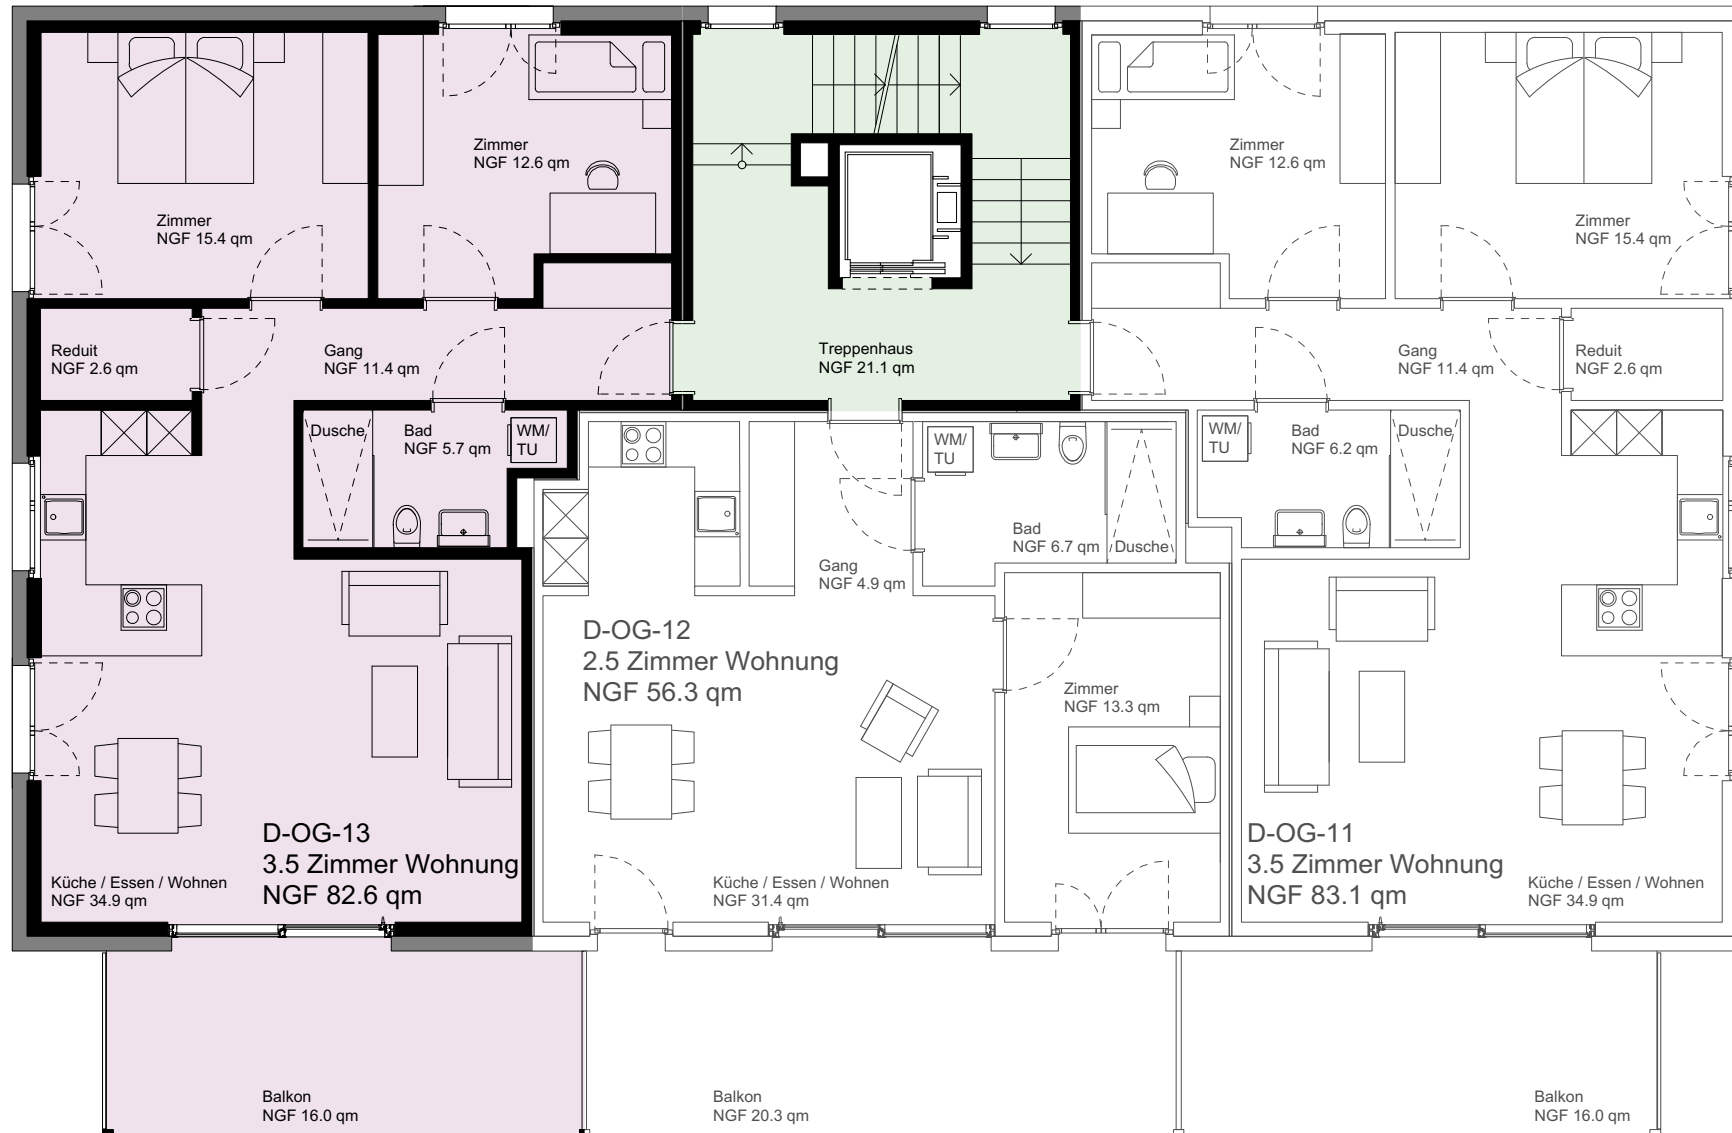 Zimmer
NGF 15.4 qm
Zimmer
NGF 12.6 qm
Zimmer
NGF 12.6 qm
Zimmer
NGF 15.4 qm
Reduit
NGF 2.6 qm
Gang
NGF 11.4 qm
Treppenhaus
NGF 21.1 qm
Gang
NGF 11.4 qm
Reduit
NGF 2.6 qm
Dusche
Bad
NGF 5.7 qm
WM/
TU
WM/
TU
Bad
NGF 6.7 qm
Dusche
WM/
TU
Bad
NGF 6.2 qm
Dusche
Gang
NGF 4.9 qm
D-OG-12
2.5 Zimmer Wohnung
NGF 56.3 qm
Zimmer
NGF 13.3 qm
D-OG-13
3.5 Zimmer Wohnung
NGF 82.6 qm
Küche / Essen / Wohnen
NGF 34.9 qm
Küche / Essen / Wohnen
NGF 31.4 qm
D-OG-11
3.5 Zimmer Wohnung
NGF 83.1 qm
Küche / Essen / Wohnen
NGF 34.9 qm
Balkon
NGF 16.0 qm
Balkon
NGF 20.3 qm
Balkon
NGF 16.0 qm